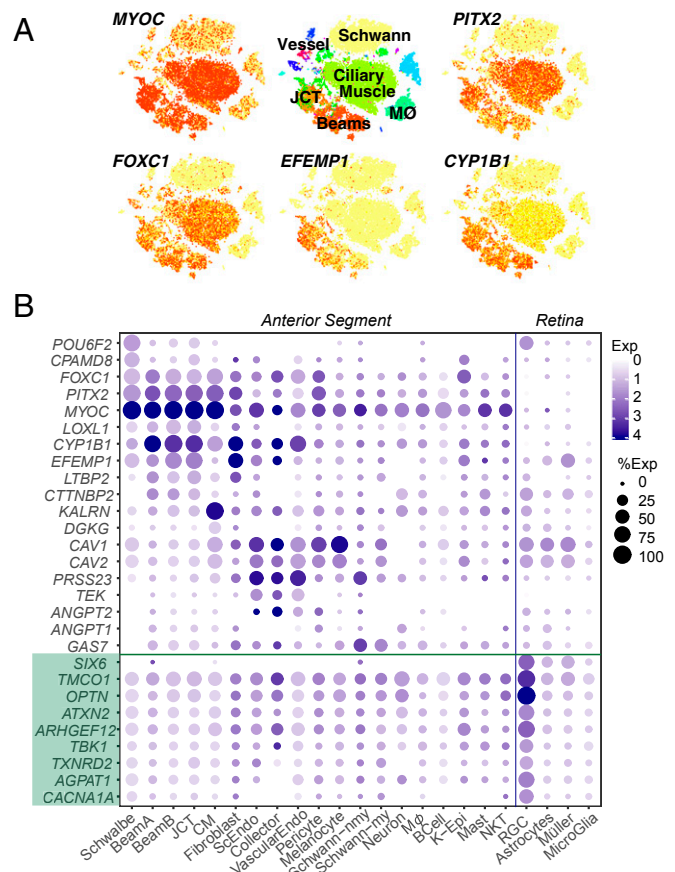 A
MYOC
Vessel
Schwann
Ciliary
Muscle
JCT
Beams
MØ
PITX2
FOXC1
EFEMP1
CYP1B1
B
Anterior Segment
Retina
POU6F2
CPAMD8
FOXC1
PITX2
MYOC
LOXL1
CYP1B1
EFEMP1
LTBP2
CTTNBP2
KALRN
DGKG
CAV1
CAV2
PRSS23
TEK
ANGPT2
ANGPT1
GAS7
SIX6
TMCO1
OPTN
ATXN2
ARHGEF12
TBK1
TXNRD2
AGPAT1
CACNA1A
Exp
0
1
2
3
4
%Exp
0
25
50
75
100
Schwalbe
BeamA
BeamB
JCT
CM
Fibroblast
ScEndo
Collector
VascularEndo
Pericyte
Melanocyte
Schwann-nmy
Schwann-my
Neuron
Mϕ
BCell
K-Epi
Mast
NKT
RGC
Astrocytes
Müller
MicroGlia